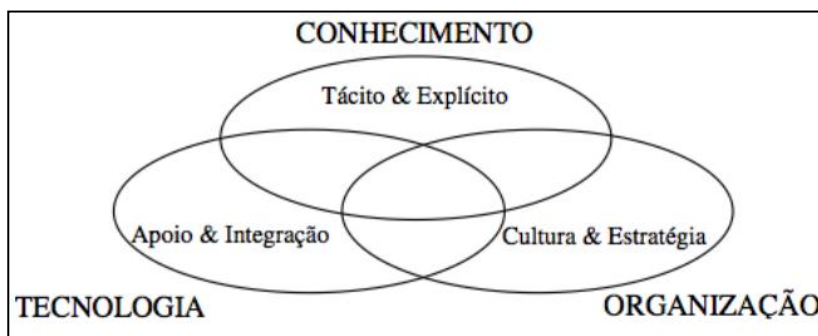 CONHECIMENTO
Tácito & Explícito
Apoio & Integração
Cultura & Estratégia
TECNOLOGIA
ORGANIZAÇÃO